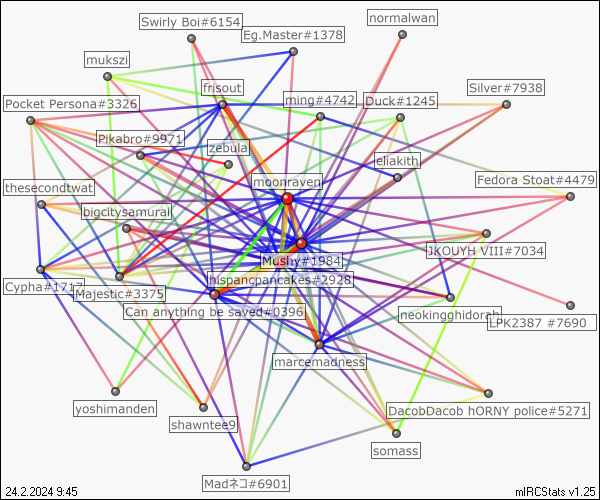 normalwan
Swirly Boi#6154
Eg.Master#1378
mukszi
frisout
Silver#7938
Pocket Persona#3326
ming#4742
Duck#1245
Pikabro#9971
zebula
eliakith
moonraven
Fedora Stoat#4479
thesecondtwat
bigcitysamurai
JKOUYH VIII#7034
Mushy#1984
hispancpancakes#2928
Cypha#1717
Majestic#3375
Can anything be saved#0396
neokingghidorah
LPK2387 #7690
marcemadness
yoshimanden
DacobDacob hORNY police#5271
shawntee9
somass
Madネコ#6901
24.2.2024 9:45
mIRCStats v1.25